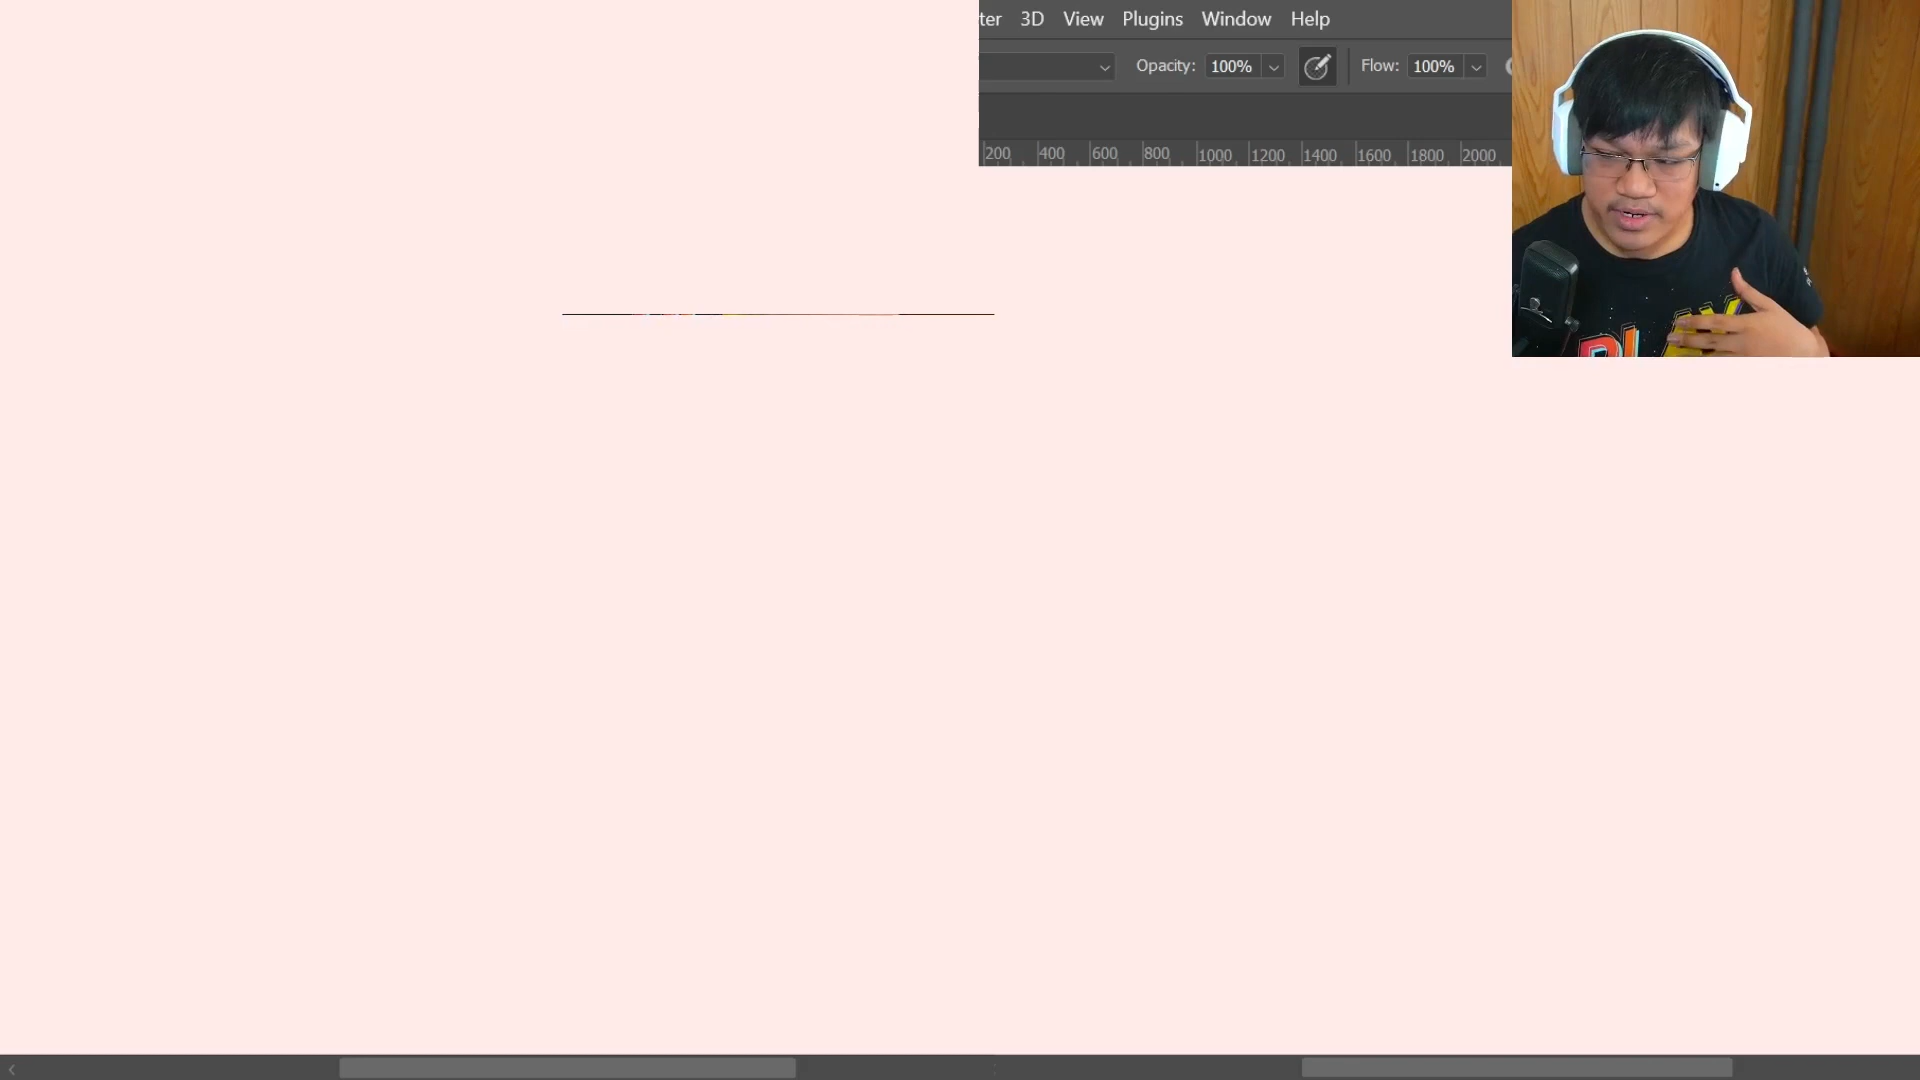 ter 3D View Plugins Window Help
Opacity: 100% Flow: 100%
200 400 600 800 1000 1200 1400 1600 1800 2000
PLAY